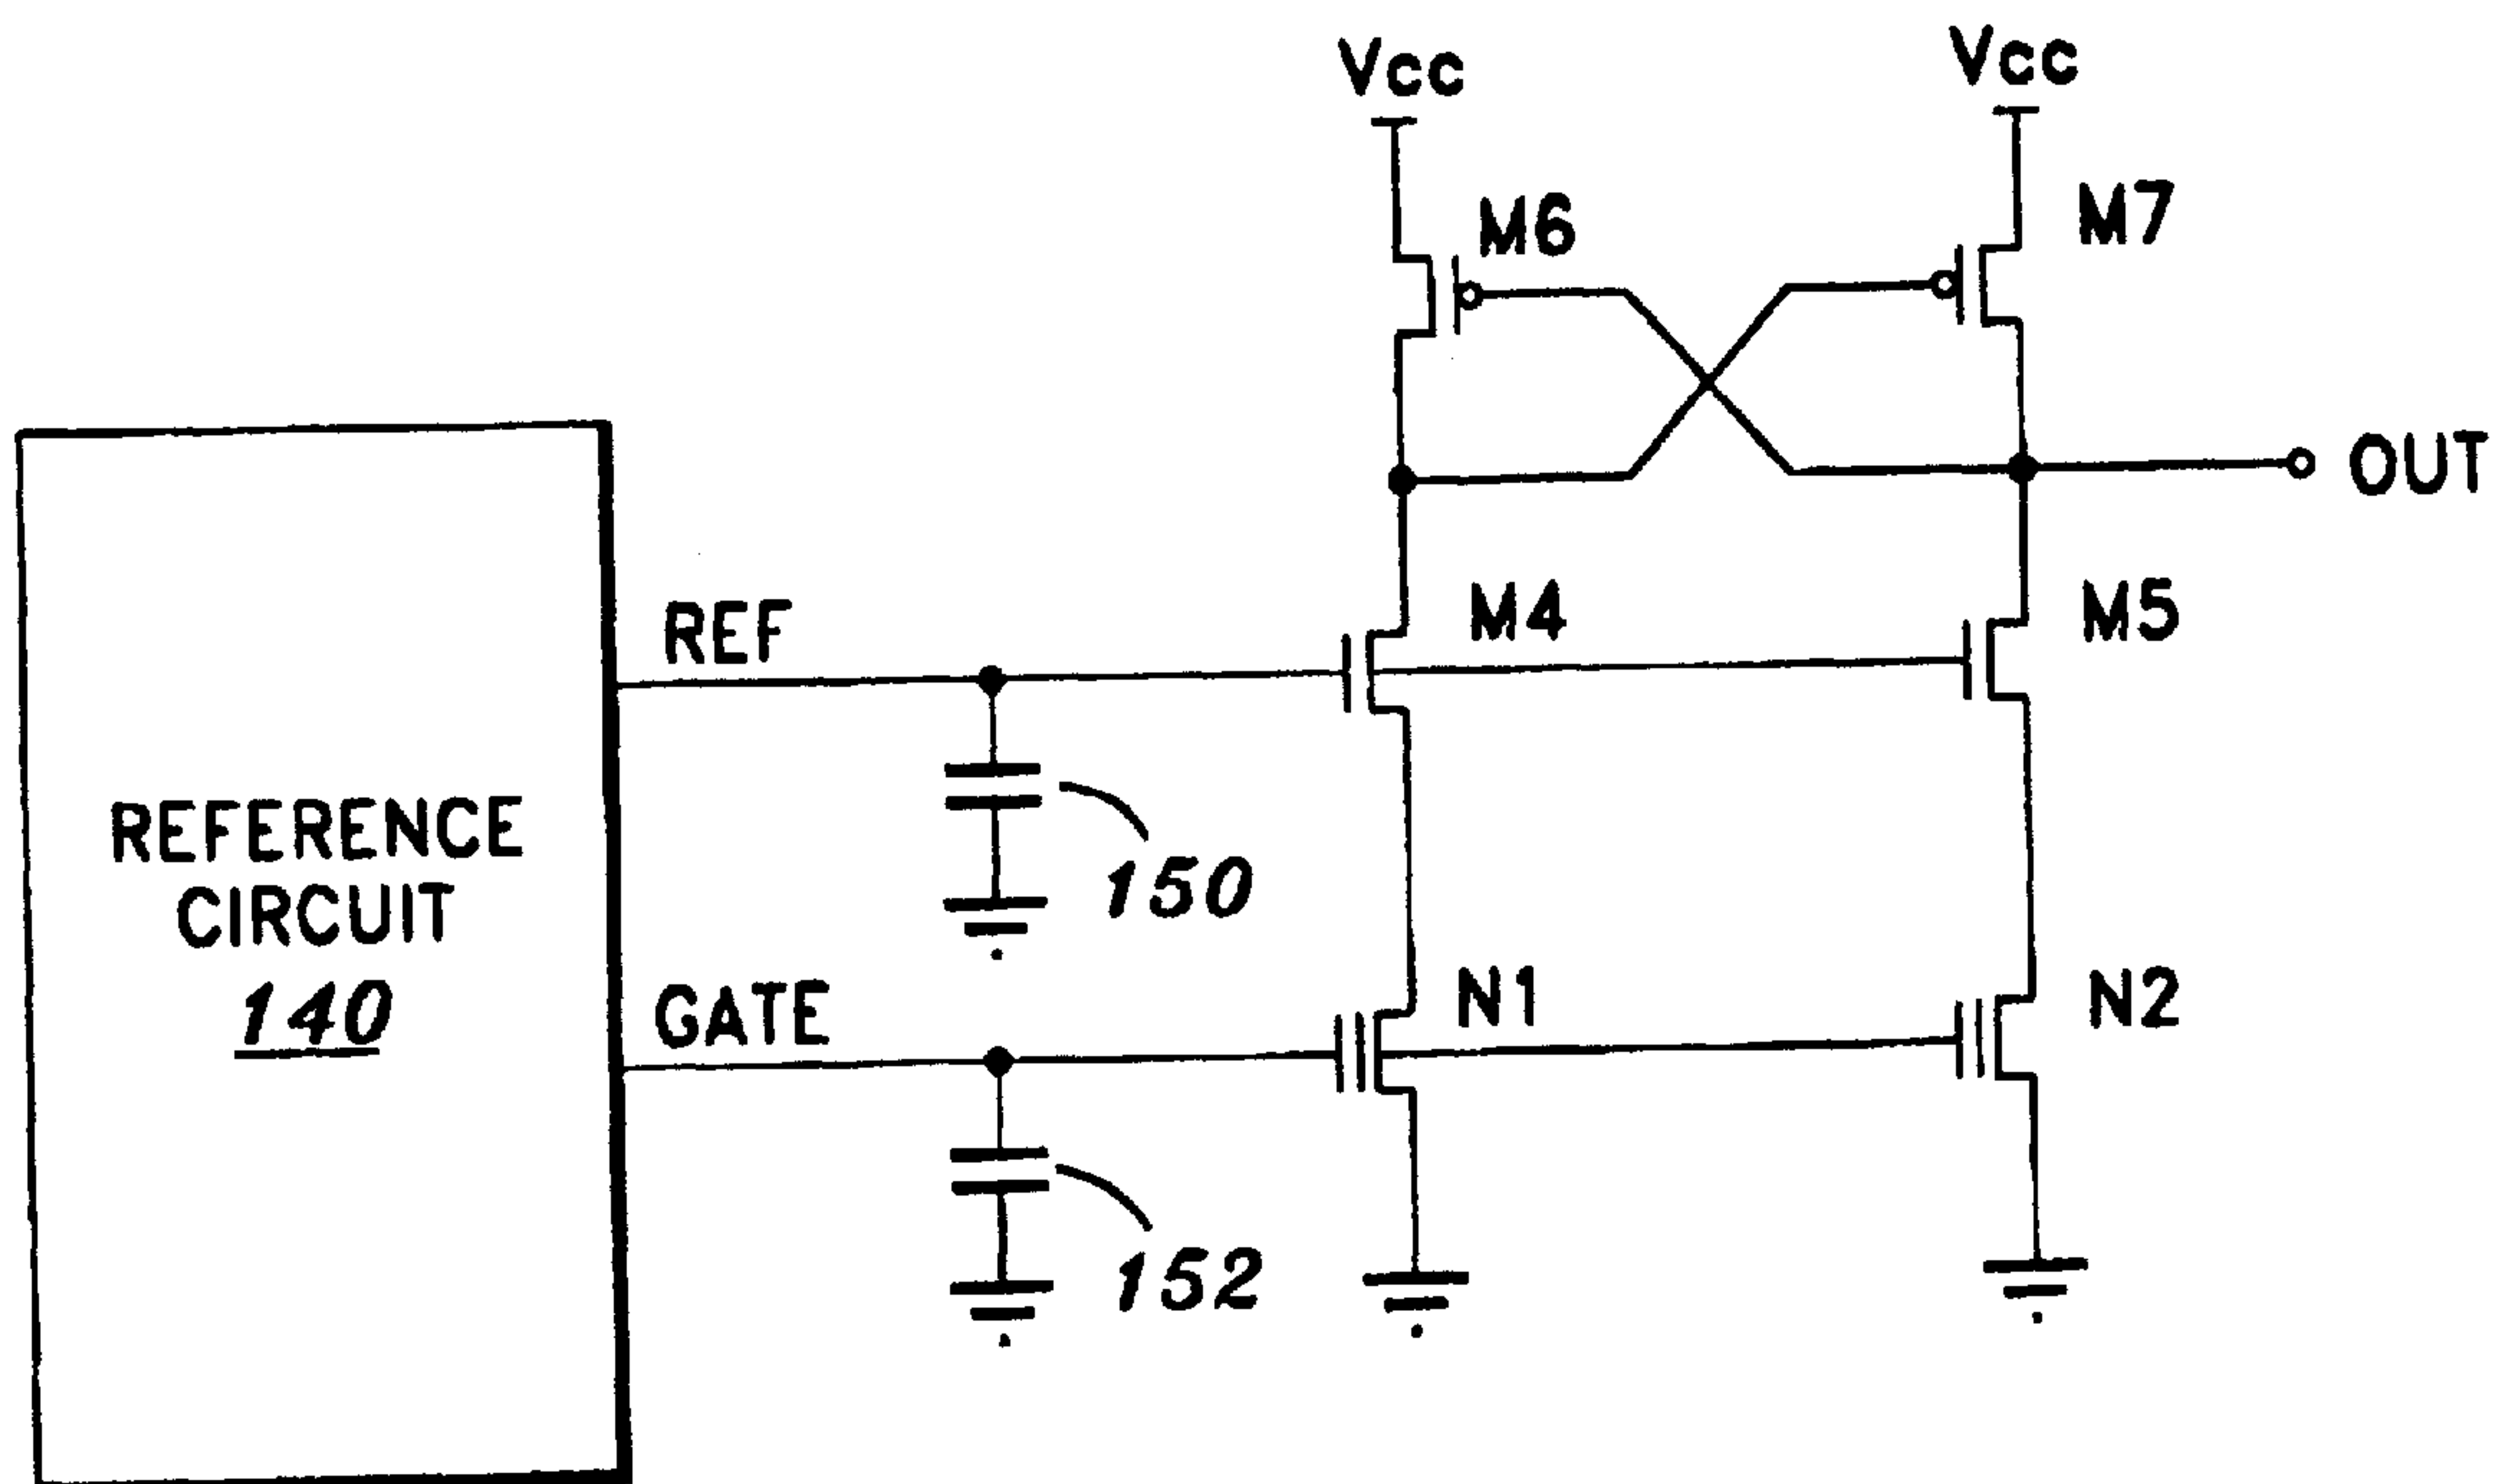 Vcc
Vcc
M6
M7
OUT
REF
M4
M5
REFERENCE
CIRCUIT
140
150
GATE
N1
N2
152